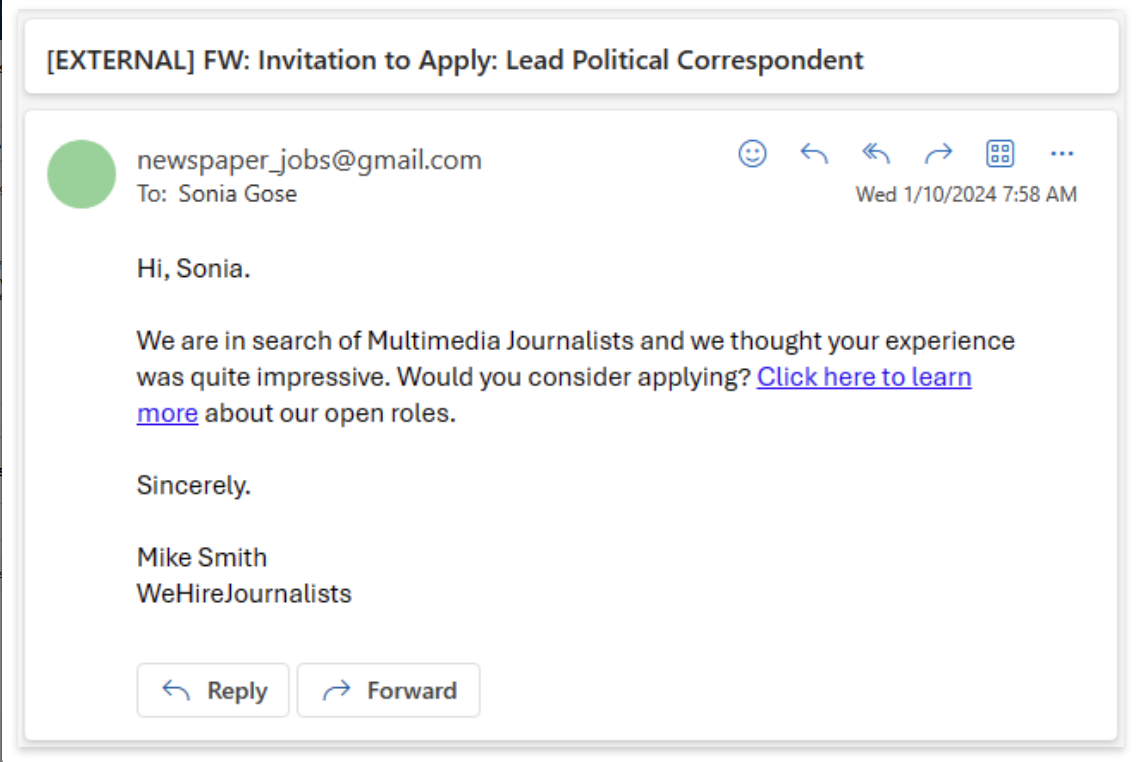 [EXTERNAL] FW: Invitation to Apply: Lead Political Correspondent
newspaper_jobs@gmail.com
To: Sonia Gose
Wed 1/10/2024 7:58 AM
Hi, Sonia.
We are in search of Multimedia Journalists and we thought your experience
was quite impressive. Would you consider applying? Click here to learn
more about our open roles.
Sincerely.
Mike Smith
WeHireJournalists
Reply
Forward